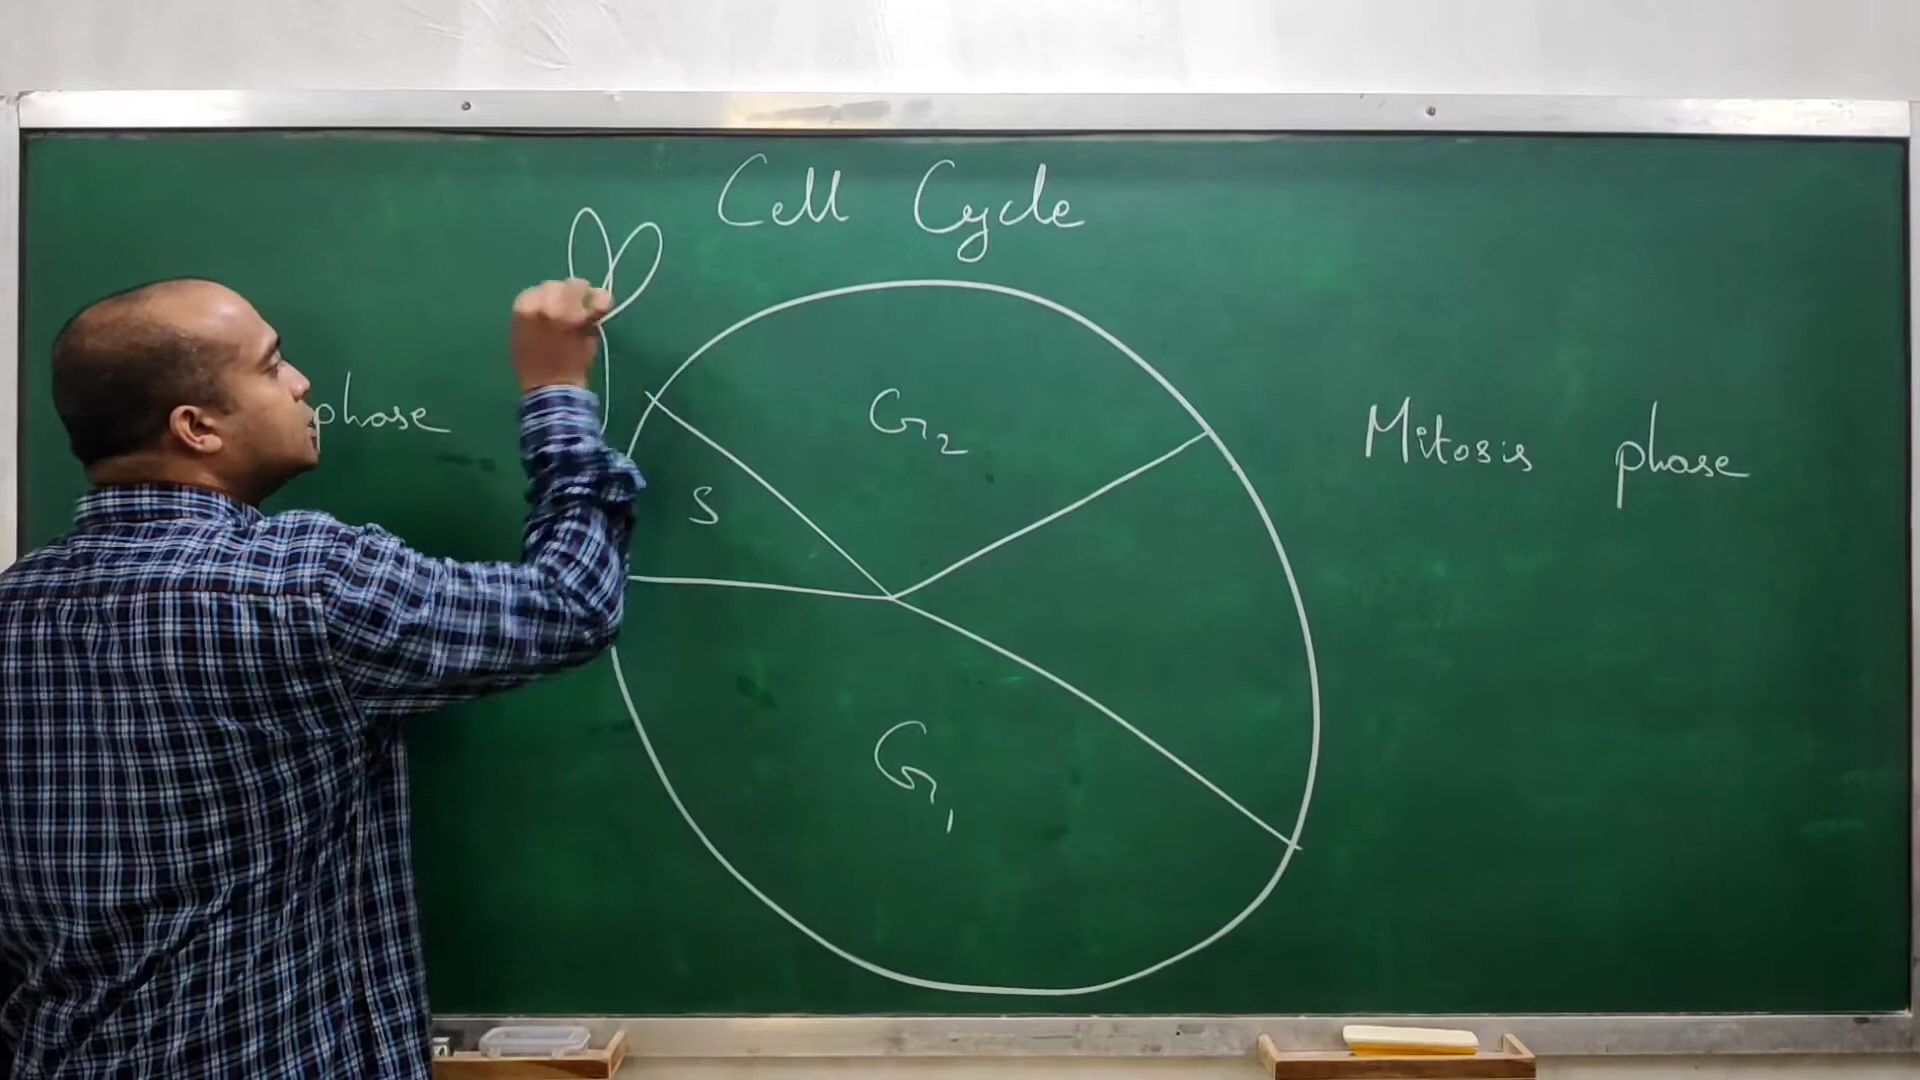 Cell Cycle
phase
G2
Mitosis phase
S
G1